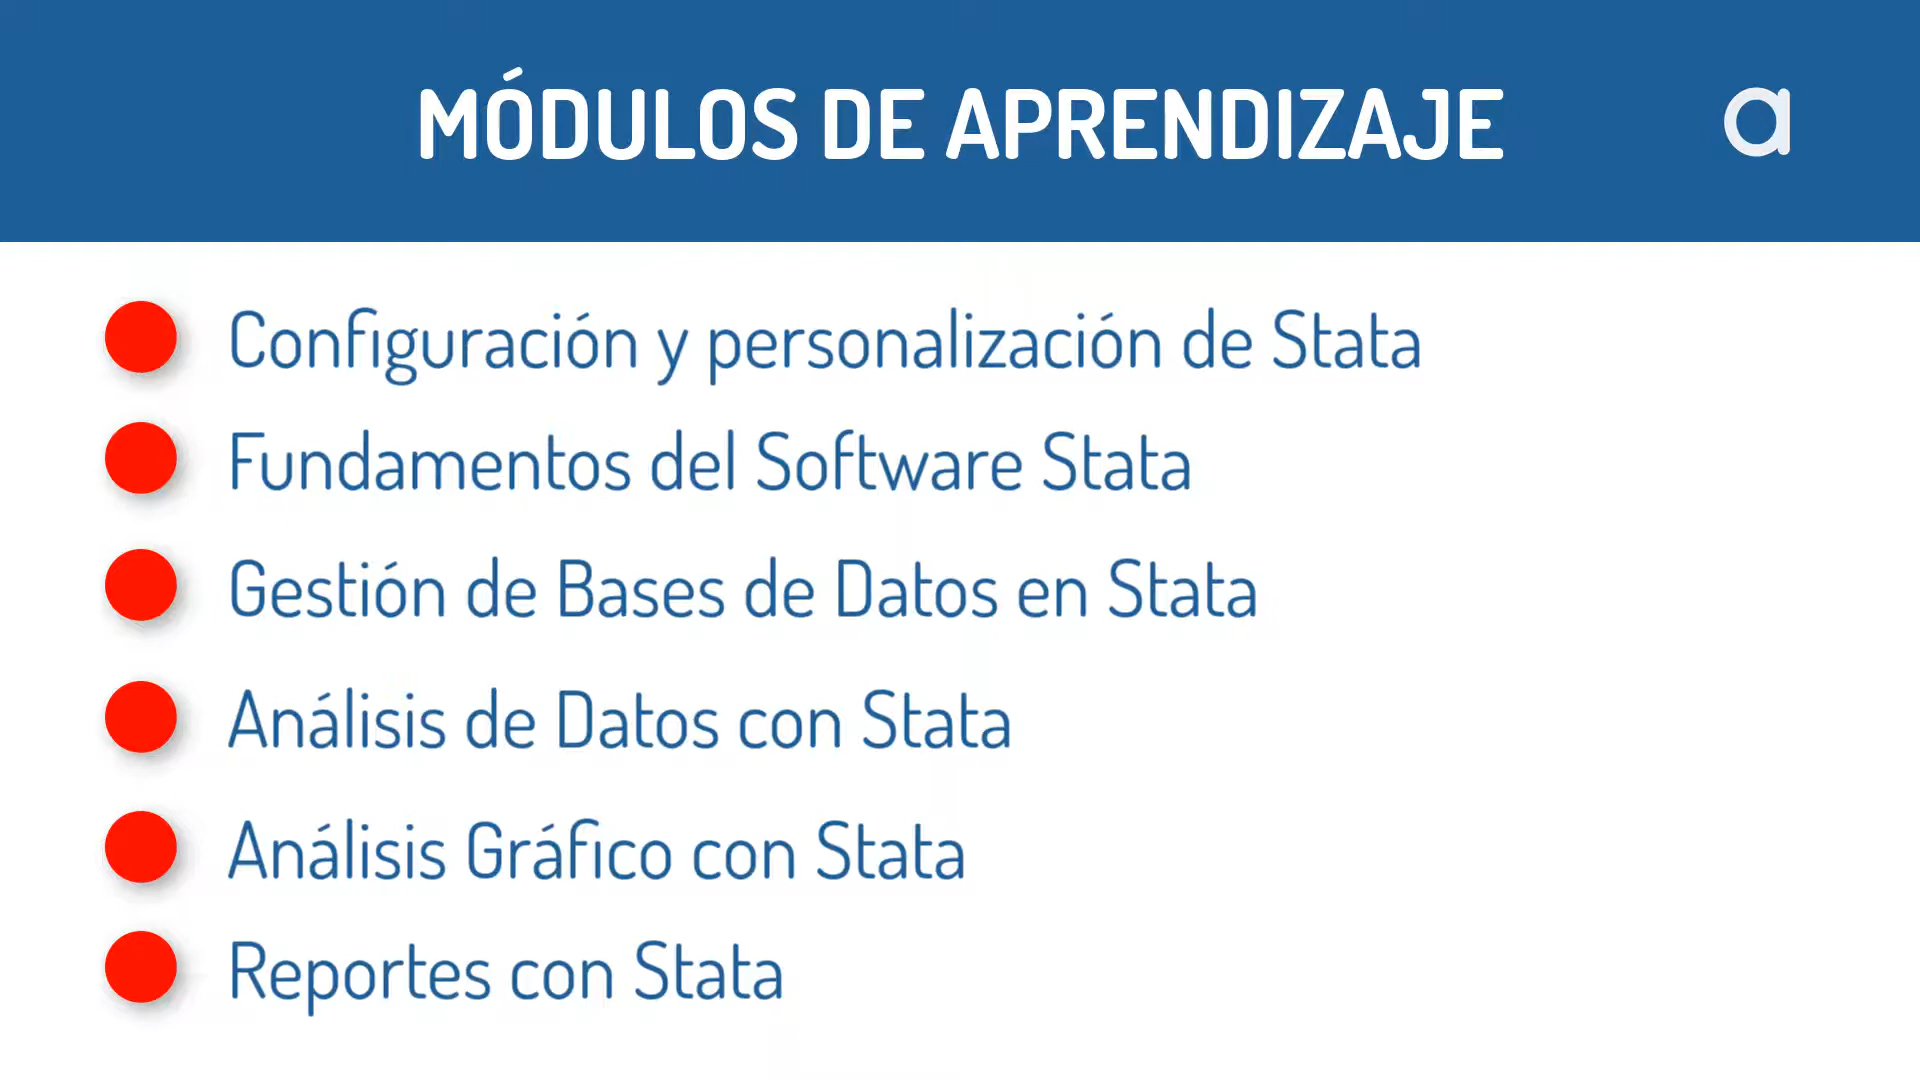 MÓDULOS DE APRENDIZAJE
a
Configuración y personalización de Stata
Fundamentos del Software Stata
Gestión de Bases de Datos en Stata
Análisis de Datos con Stata
Análisis Gráfico con Stata
Reportes con Stata